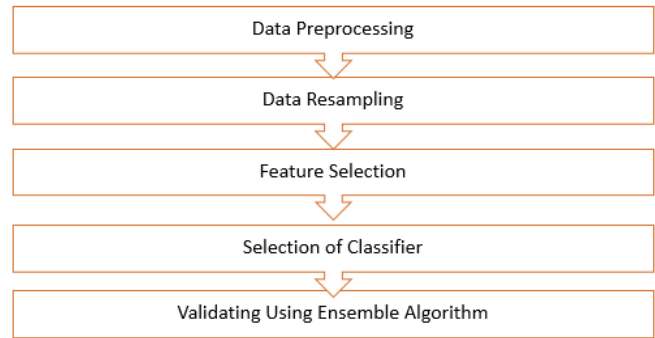 Data Preprocessing
Data Resampling
Feature Selection
Selection of Classifier
Validating Using Ensemble Algorithm